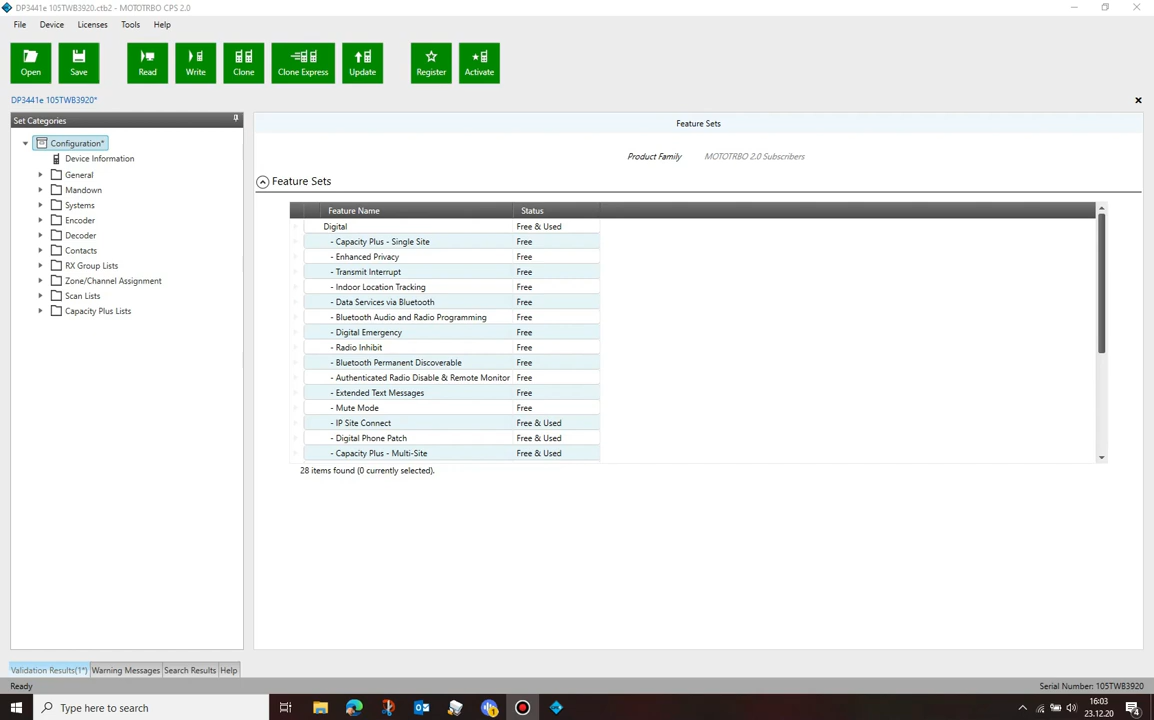 DP3441e 105TWB3920.ctb2 - MOTOTRBO CPS 2.0
File Device Licenses Tools Help
Open Save Read Write Clone Clone Express Update Register Activate
DP3441e 105TWB3920*
Set Categories
Configuration*
Device Information
General
Mandown
Systems
Encoder
Decoder
Contacts
RX Group Lists
Zone/Channel Assignment
Scan Lists
Capacity Plus Lists
Feature Sets
Product Family MOTOTRBO 2.0 Subscribers
Feature Sets
Feature Name Status
Digital Free & Used
- Capacity Plus - Single Site Free
- Enhanced Privacy Free
- Transmit Interrupt Free
- Indoor Location Tracking Free
- Data Services via Bluetooth Free
- Bluetooth Audio and Radio Programming Free
- Digital Emergency Free
- Radio Inhibit Free
- Bluetooth Permanent Discoverable Free
- Authenticated Radio Disable & Remote Monitor Free
- Extended Text Messages Free
- Mute Mode Free
- IP Site Connect Free & Used
- Digital Phone Patch Free & Used
- Capacity Plus - Multi-Site Free & Used
28 items found (0 currently selected).
Validation Results(1*) Warning Messages Search Results Help
Ready Serial Number: 105TWB3920
Type here to search
16:03
23.12.20
4